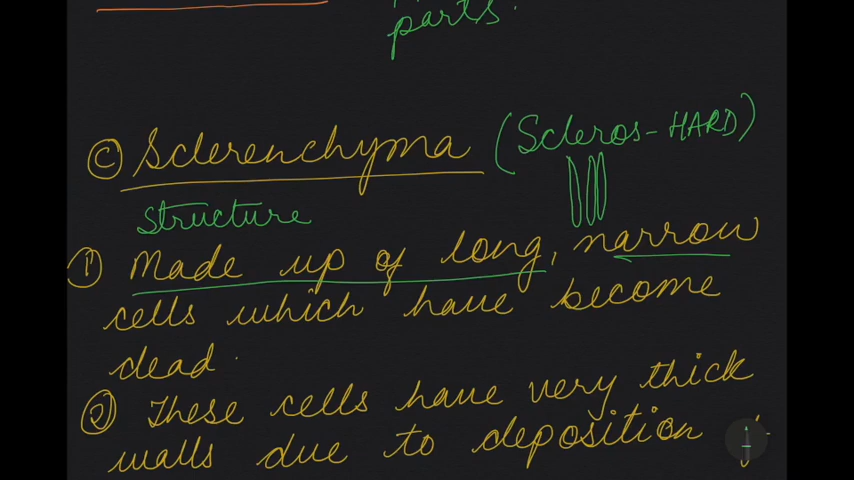 parts.
Ⓒ Sclerenchyma (Scleros - HARD)
Structure
① Made up of long, narrow
cells which have become
dead.
② These cells have very thick
walls due to deposition